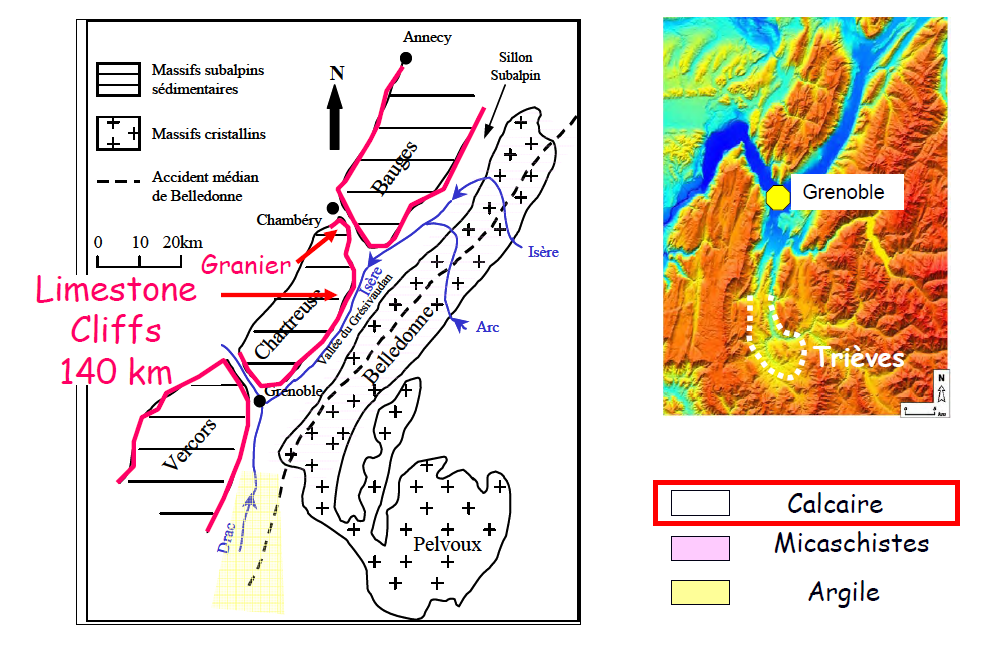 Annecy
Sillon
Subalpin
Massifs subalpins
sédimentaires
N
Massifs cristallins
Accident médian
de Belledonne
Bauges
Chambéry
0 10 20km
Granier
Isère
Isère
Limestone
Cliffs
140 km
Chartreuse
Vallée du Grésivaudan
Belledonne
Arc
Grenoble
Vercors
Drac
Pelvoux
Grenoble
Trièves
N
Calcaire
Micaschistes
Argile